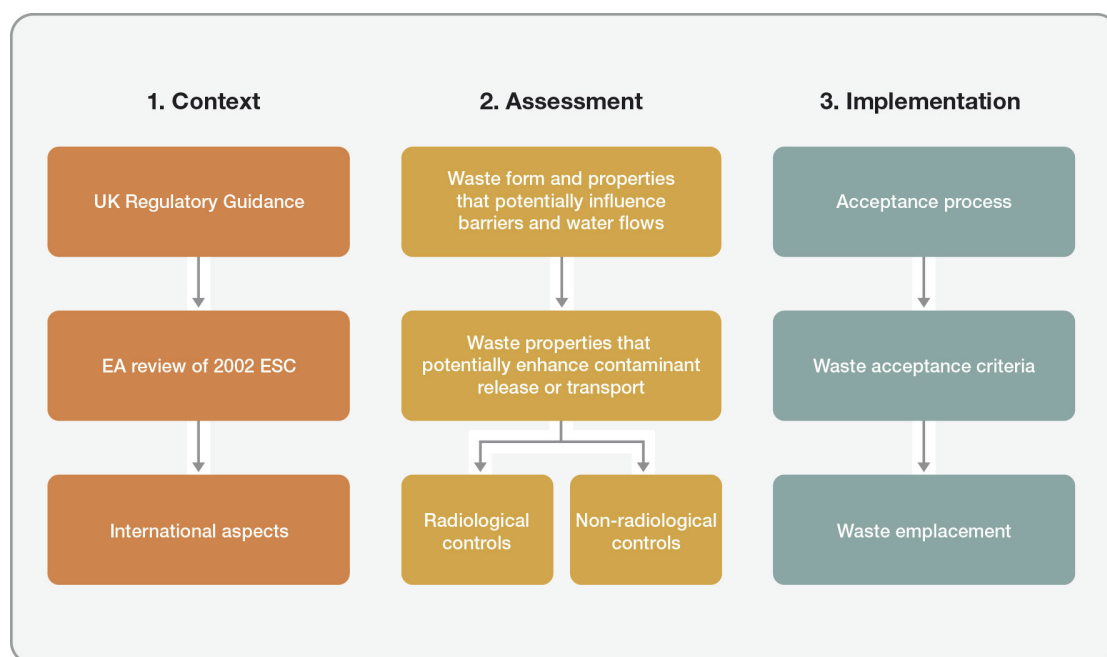 1. Context
UK Regulatory Guidance
EA review of 2002 ESC
International aspects
2. Assessment
Waste form and properties
that potentially influence
barriers and water flows
Waste properties that
potentially enhance contaminant
release or transport
Radiological
controls
Non-radiological
controls
3. Implementation
Acceptance process
Waste acceptance criteria
Waste emplacement